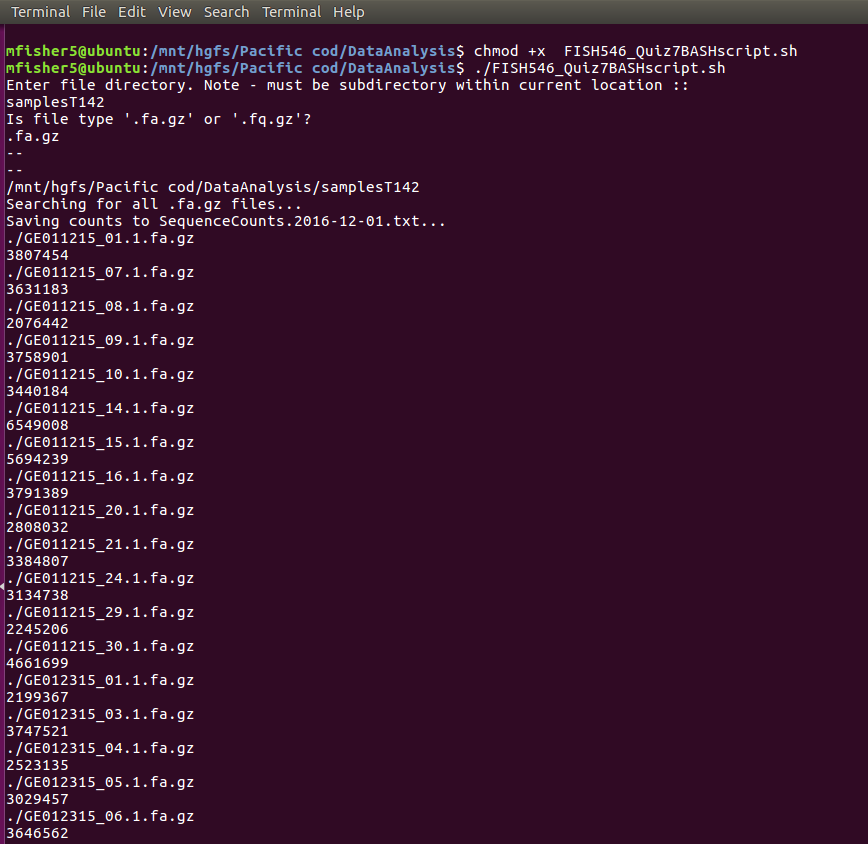 Terminal File Edit View Search Terminal Help
mfisher5@ubuntu:/mnt/hgfs/Pacific cod/DataAnalysis$ chmod +x  FISH546_Quiz7BASHscript.sh
mfisher5@ubuntu:/mnt/hgfs/Pacific cod/DataAnalysis$ ./FISH546_Quiz7BASHscript.sh
Enter file directory. Note - must be subdirectory within current location ::
samplesT142
Is file type '.fa.gz' or '.fq.gz'?
.fa.gz
--
--
/mnt/hgfs/Pacific cod/DataAnalysis/samplesT142
Searching for all .fa.gz files...
Saving counts to SequenceCounts.2016-12-01.txt...
./GE011215_01.1.fa.gz
3807454
./GE011215_07.1.fa.gz
3631183
./GE011215_08.1.fa.gz
2076442
./GE011215_09.1.fa.gz
3758901
./GE011215_10.1.fa.gz
3440184
./GE011215_14.1.fa.gz
6549008
./GE011215_15.1.fa.gz
5694239
./GE011215_16.1.fa.gz
3791389
./GE011215_20.1.fa.gz
2808032
./GE011215_21.1.fa.gz
3384807
./GE011215_24.1.fa.gz
3134738
./GE011215_29.1.fa.gz
2245206
./GE011215_30.1.fa.gz
4661699
./GE012315_01.1.fa.gz
2199367
./GE012315_03.1.fa.gz
3747521
./GE012315_04.1.fa.gz
2523135
./GE012315_05.1.fa.gz
3029457
./GE012315_06.1.fa.gz
3646562